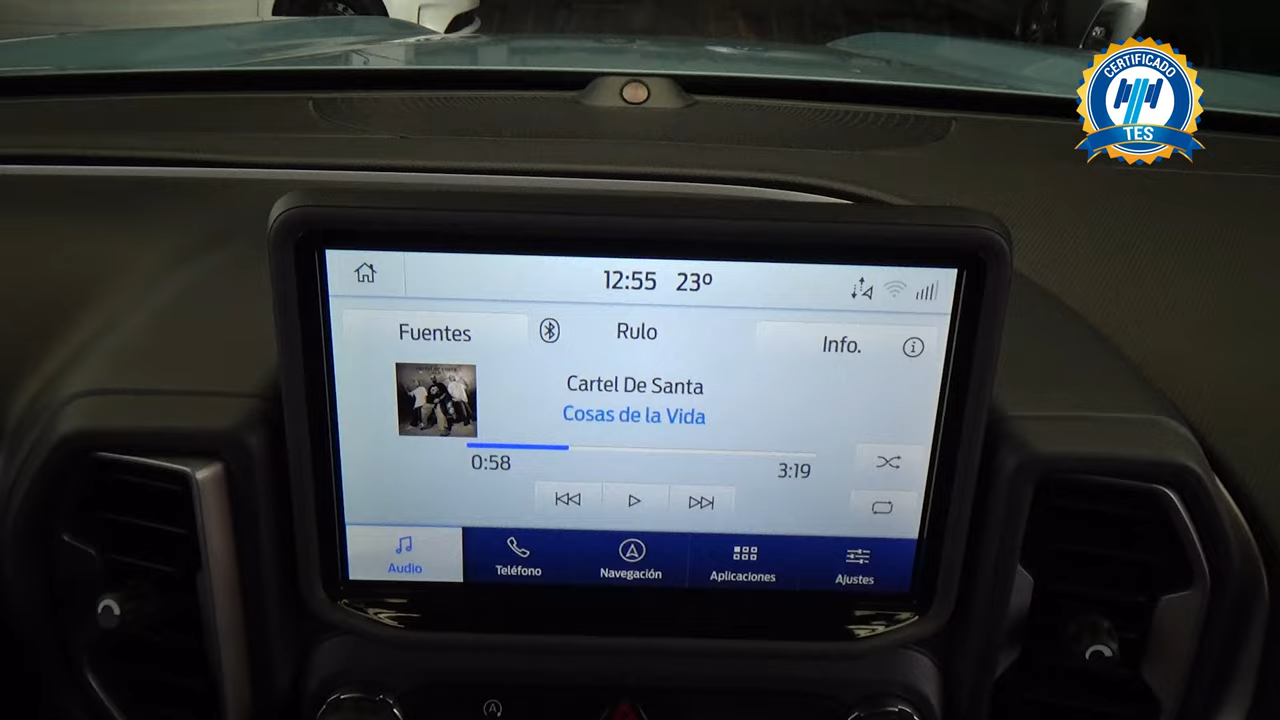 CERTIFICADO
TES
12:55 23º
Fuentes
Rulo
Info.
Cartel De Santa
Cosas de la Vida
0:58
3:19
Audio
Teléfono
Navegación
Aplicaciones
Ajustes